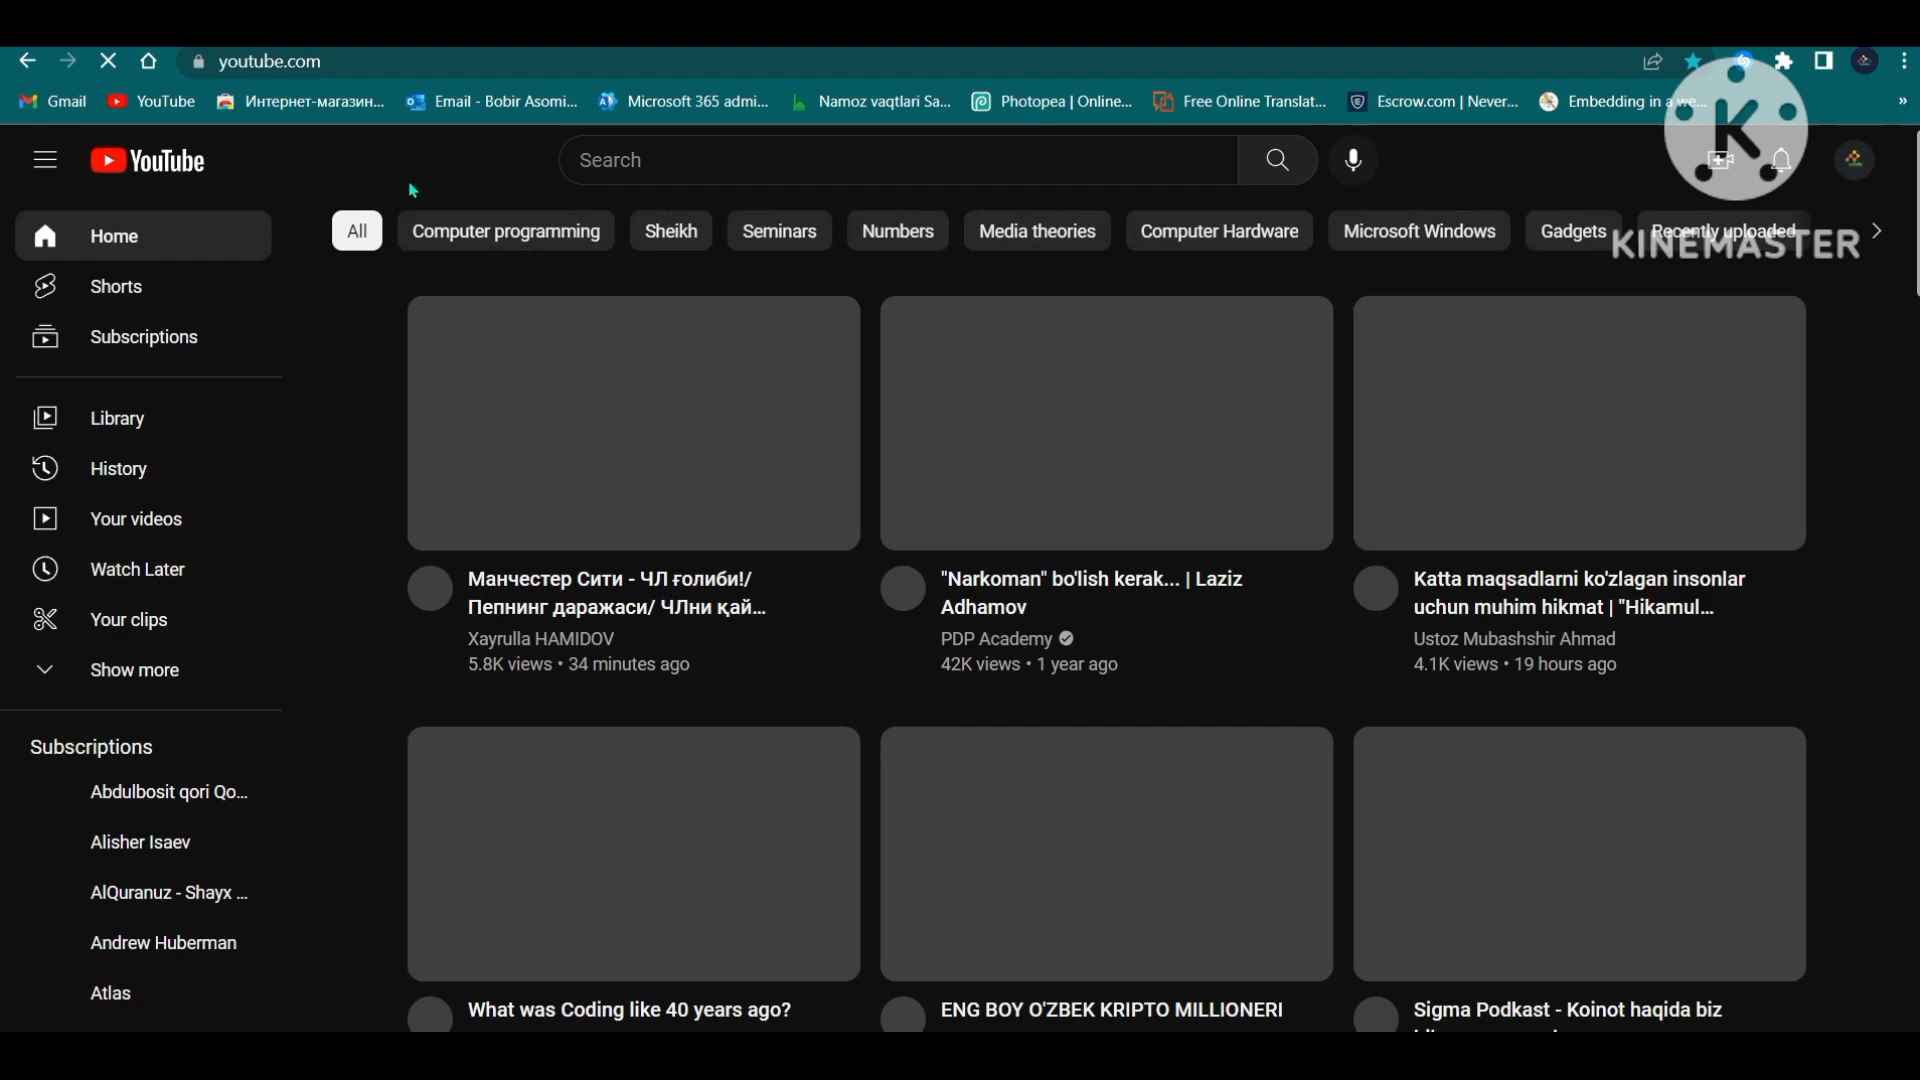 youtube.com
Gmail
YouTube
Интернет-магазин...
Email - Bobir Asomi...
Microsoft 365 admi...
Namoz vaqtlari Sa...
Photopea | Online...
Free Online Translat...
Escrow.com | Never...
Embedding in a we...
»
YouTube
Search
K
KINEMASTER
All
Computer programming
Sheikh
Seminars
Numbers
Media theories
Computer Hardware
Microsoft Windows
Gadgets
Recently uploaded
Home
Shorts
Subscriptions
Library
History
Your videos
Watch Later
Your clips
Show more
Subscriptions
Abdulbosit qori Qo...
Alisher Isaev
AlQuranuz - Shayx ...
Andrew Huberman
Atlas
Манчестер Сити - ЧЛ ғолиби!/
Пепнинг даражаси/ ЧЛни қай...
Xayrulla HAMIDOV
5.8K views • 34 minutes ago
"Narkoman" bo'lish kerak... | Laziz
Adhamov
PDP Academy
42K views • 1 year ago
Katta maqsadlarni ko'zlagan insonlar
uchun muhim hikmat | "Hikamul...
Ustoz Mubashshir Ahmad
4.1K views • 19 hours ago
What was Coding like 40 years ago?
ENG BOY O'ZBEK KRIPTO MILLIONERI
Sigma Podkast - Koinot haqida biz